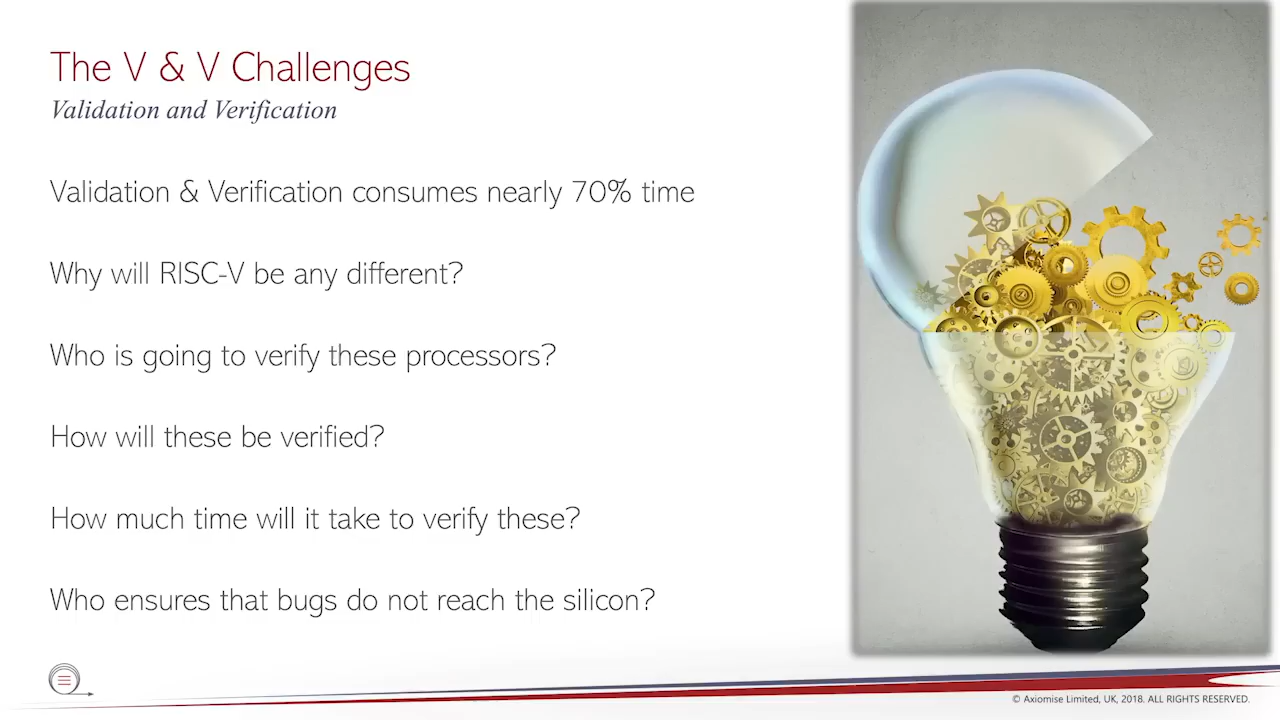 The V & V Challenges
Validation and Verification
Validation & Verification consumes nearly 70% time
Why will RISC-V be any different?
Who is going to verify these processors?
How will these be verified?
How much time will it take to verify these?
Who ensures that bugs do not reach the silicon?
© Axiomise Limited, UK, 2018. ALL RIGHTS RESERVED.